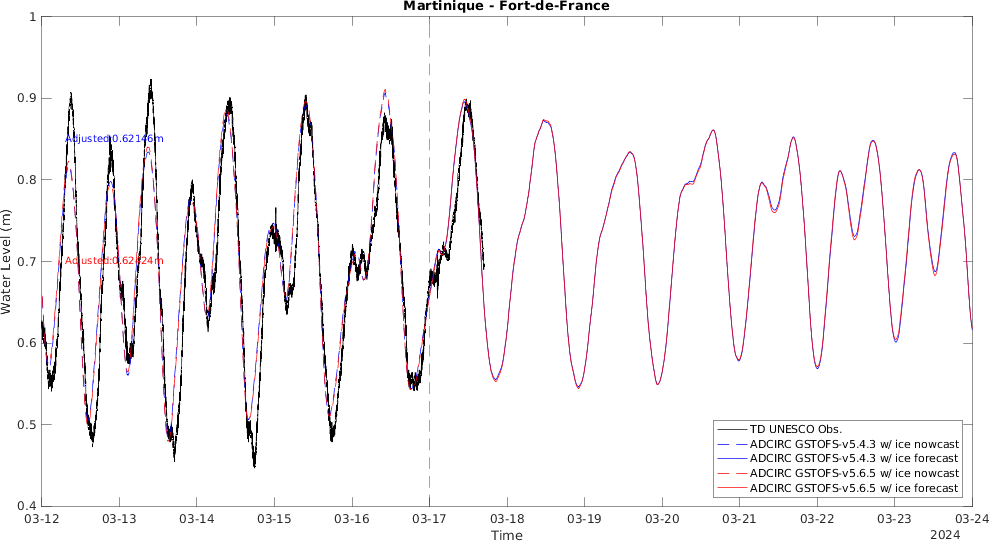 Martinique - Fort-de-France
Water Level (m)
1
0.9
0.8
0.7
0.6
0.5
0.4
Adjusted:0.62146m
Adjusted:0.62424m
TD UNESCO Obs.
ADCIRC GSTOFS-v5.4.3 w/ ice nowcast
ADCIRC GSTOFS-v5.4.3 w/ ice forecast
ADCIRC GSTOFS-v5.6.5 w/ ice nowcast
ADCIRC GSTOFS-v5.6.5 w/ ice forecast
03-12 03-13 03-14 03-15 03-16 03-17 03-18 03-19 03-20 03-21 03-22 03-23 03-24
Time
2024